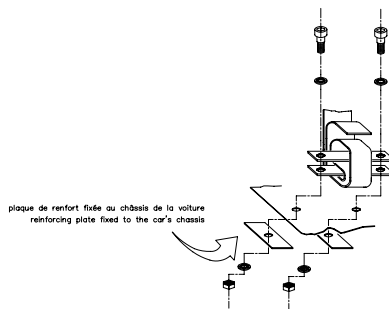 plaque de renfort fixée au châssis de la voiture
reinforcing plate fixed to the car's chassis